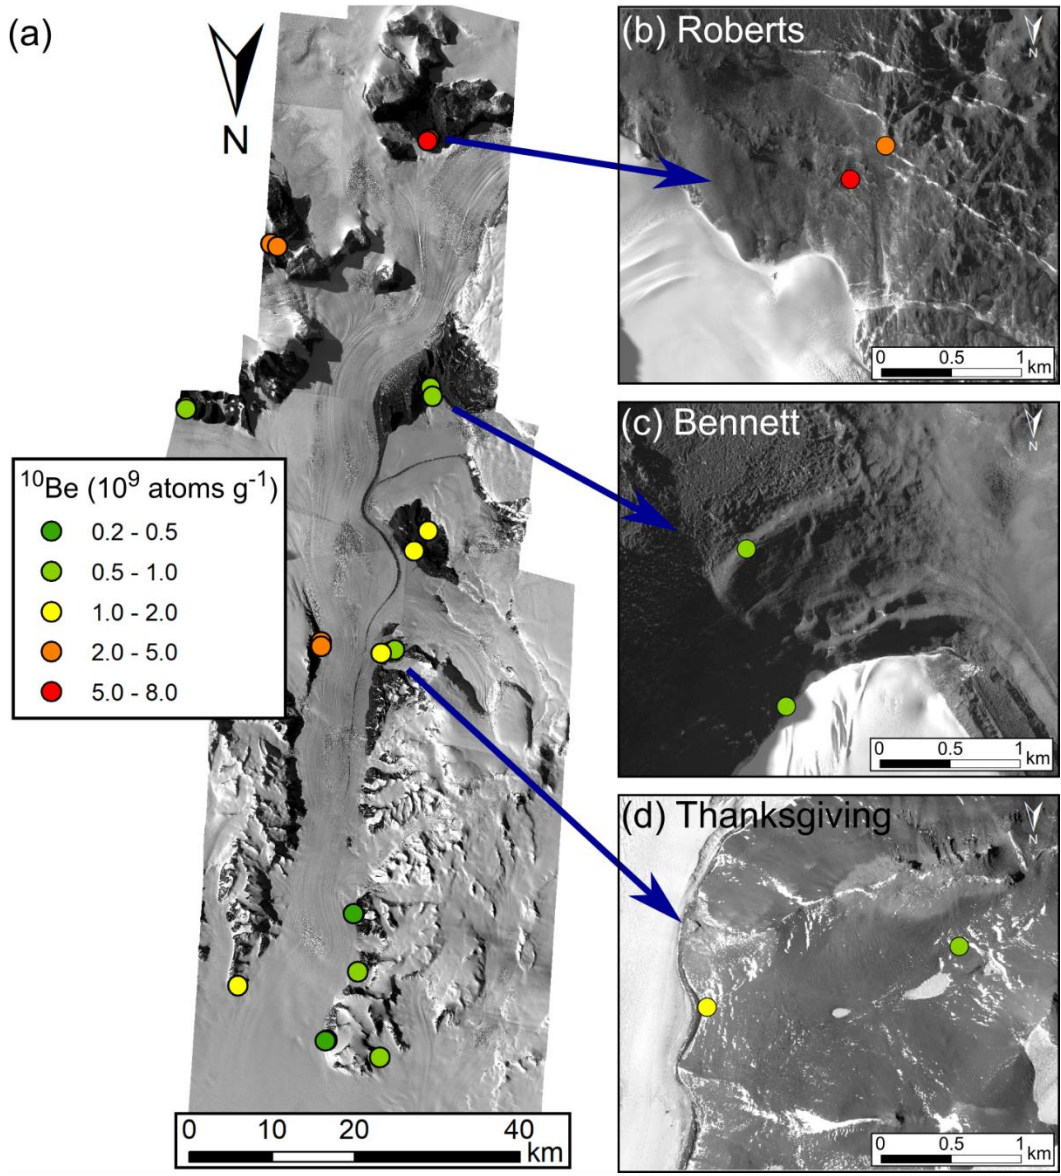 (a)
N
¹⁰Be (10⁹ atoms g⁻¹)
0.2 - 0.5
0.5 - 1.0
1.0 - 2.0
2.0 - 5.0
5.0 - 8.0
0 10 20 40
km
(b) Roberts
N
0 0.5 1
km
(c) Bennett
N
0 0.5 1
km
(d) Thanksgiving
N
0 0.5 1
km